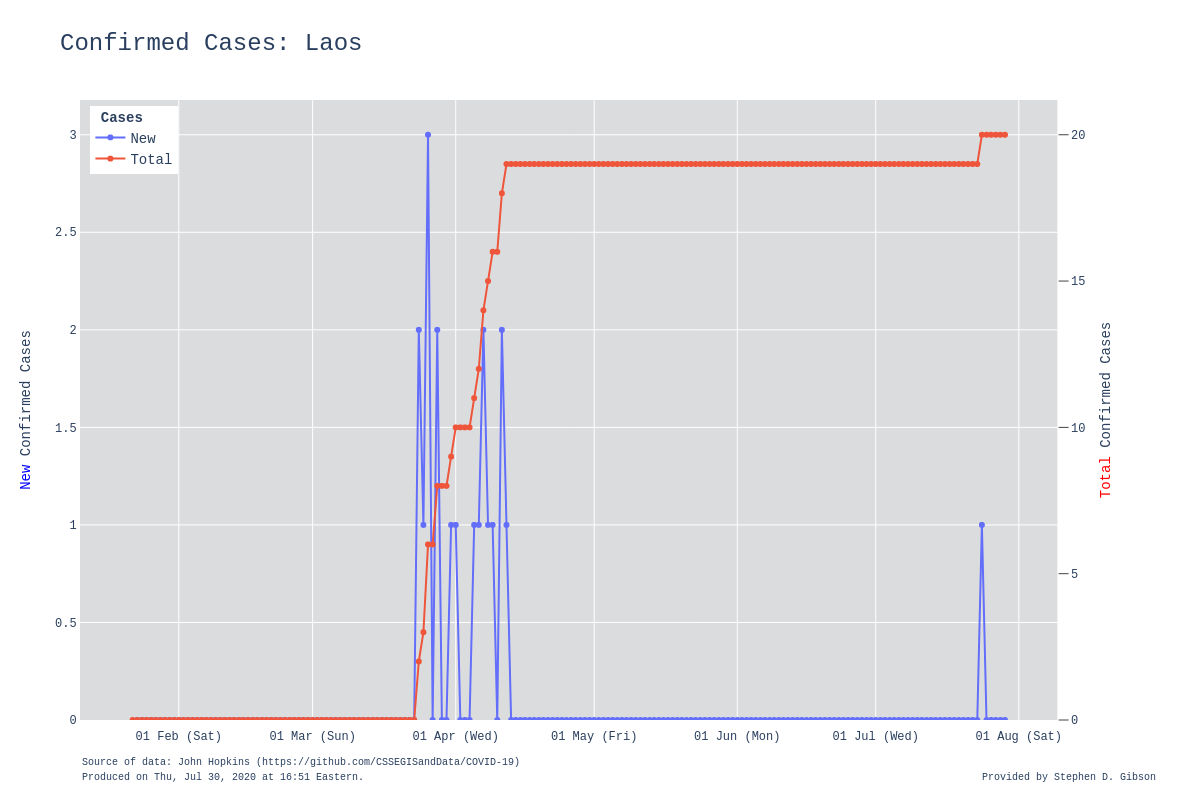 Confirmed Cases: Laos
Cases
New
Total
3
2.5
2
1.5
1
0.5
0
20
15
10
5
0
New Confirmed Cases
Total Confirmed Cases
01 Feb (Sat)
01 Mar (Sun)
01 Apr (Wed)
01 May (Fri)
01 Jun (Mon)
01 Jul (Wed)
01 Aug (Sat)
Source of data: John Hopkins (https://github.com/CSSEGISandData/COVID-19)
Produced on Thu, Jul 30, 2020 at 16:51 Eastern.
Provided by Stephen D. Gibson